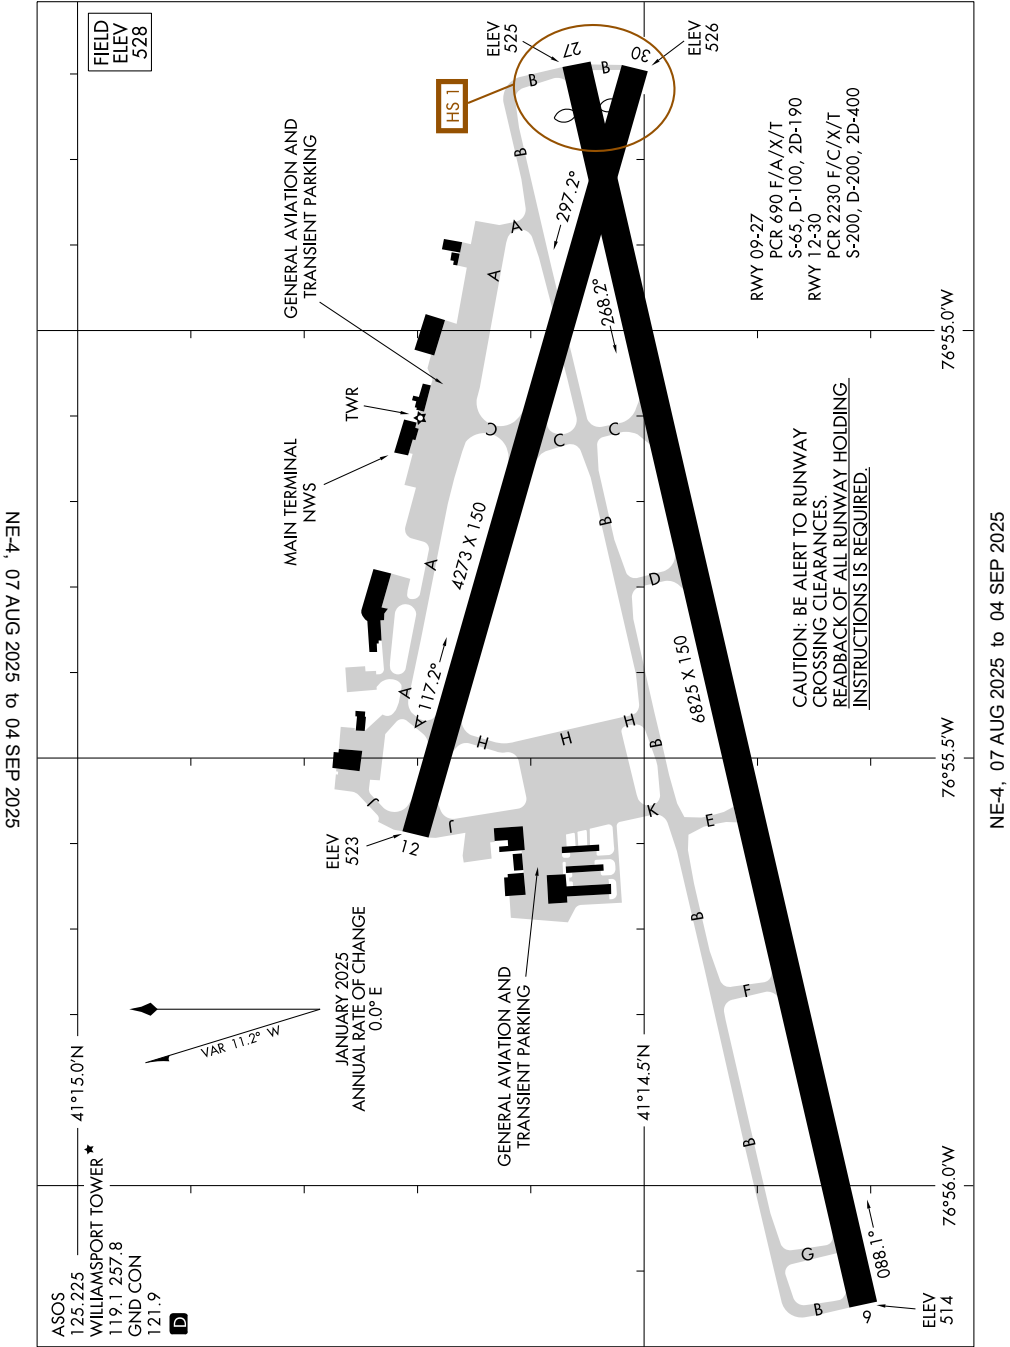 NE-4, 07 AUG 2025 to 04 SEP 2025
ASOS
125.225
WILLIAMSPORT TOWER★
119.1 257.8
GND CON
121.9
D
41°15.0'N
FIELD
ELEV
528
VAR 11.2° W
JANUARY 2025
ANNUAL RATE OF CHANGE
0.0° E
MAIN TERMINAL
NWS
TWR
GENERAL AVIATION AND
TRANSIENT PARKING
HS 1
ELEV
525
27
30
ELEV
526
B
B
B
A
A
297.2°
268.2°
C
C
C
A
B
D
4273 X 150
117.2°
A
A
H
H
H
B
J
J
K
E
ELEV
523
12
GENERAL AVIATION AND
TRANSIENT PARKING
6825 X 150
B
F
B
G
B
088.1°
9
ELEV
514
41°14.5'N
RWY 09-27
PCR 690 F/A/X/T
S-65, D-100, 2D-190
RWY 12-30
PCR 2230 F/C/X/T
S-200, D-200, 2D-400
CAUTION: BE ALERT TO RUNWAY
CROSSING CLEARANCES.
READBACK OF ALL RUNWAY HOLDING
INSTRUCTIONS IS REQUIRED.
76°56.0'W
76°55.5'W
76°55.0'W
NE-4, 07 AUG 2025 to 04 SEP 2025